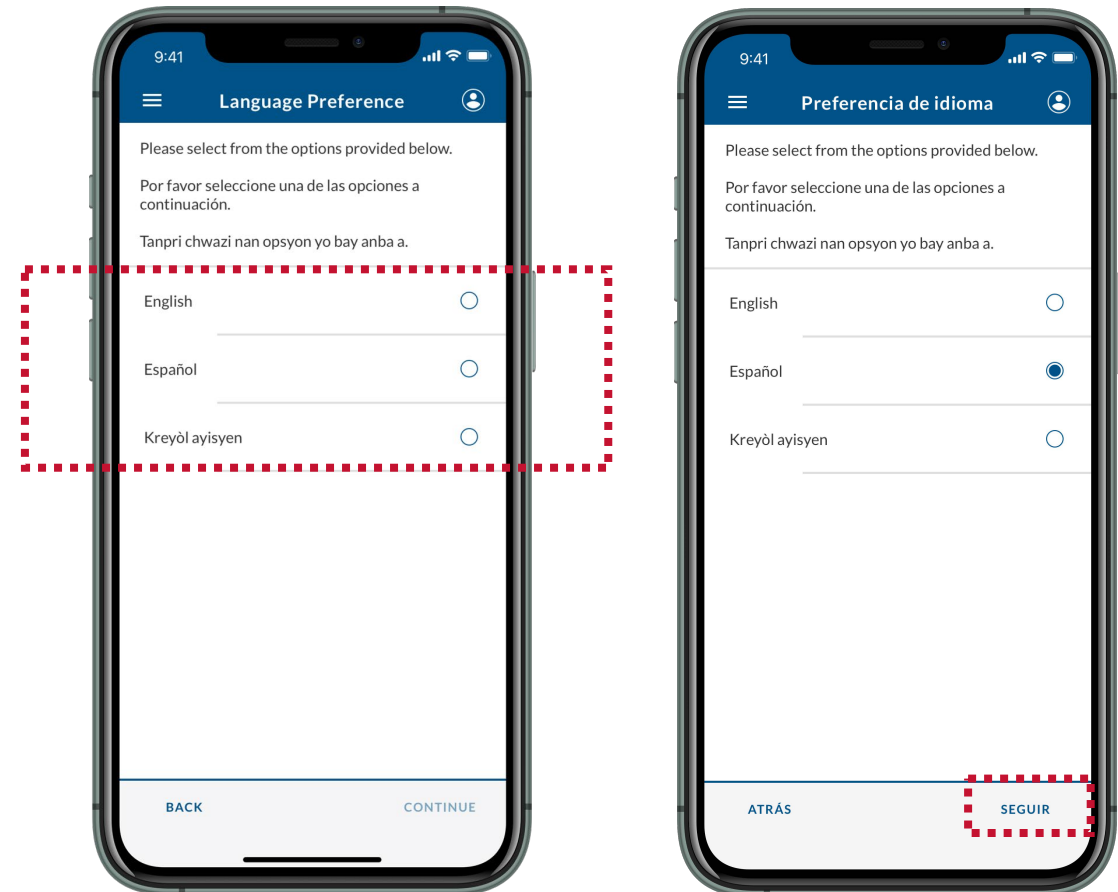 9:41
Language Preference
Please select from the options provided below.
Por favor seleccione una de las opciones a
continuación.
Tanpri chwazi nan opsyon yo bay anba a.
English
Español
Kreyòl ayisyen
BACK
CONTINUE
9:41
Preferencia de idioma
Please select from the options provided below.
Por favor seleccione una de las opciones a
continuación.
Tanpri chwazi nan opsyon yo bay anba a.
English
Español
Kreyòl ayisyen
ATRÁS
SEGUIR